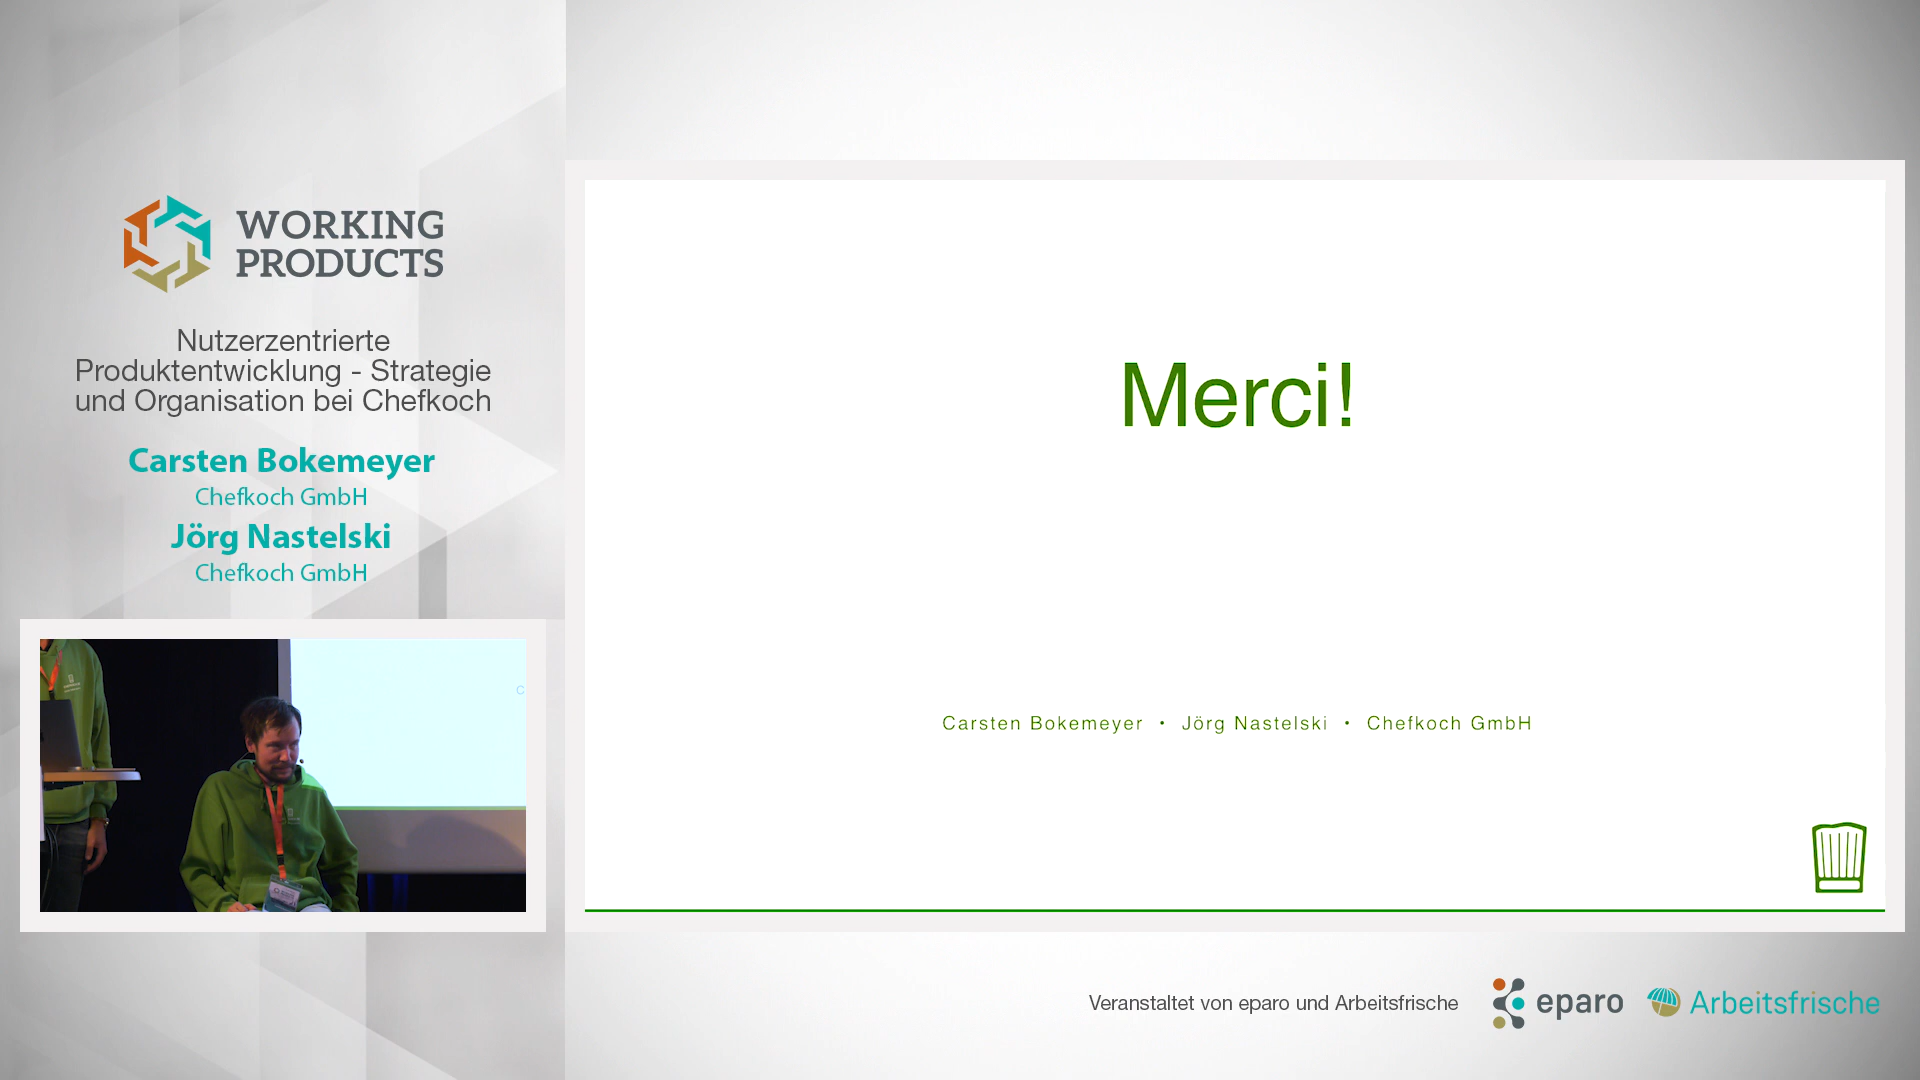 WORKING
PRODUCTS
Nutzerzentrierte
Produktentwicklung - Strategie
und Organisation bei Chefkoch
Carsten Bokemeyer
Chefkoch GmbH
Jörg Nastelski
Chefkoch GmbH
Merci!
Carsten Bokemeyer • Jörg Nastelski • Chefkoch GmbH
C
Veranstaltet von eparo und Arbeitsfrische
eparo
Arbeitsfrische